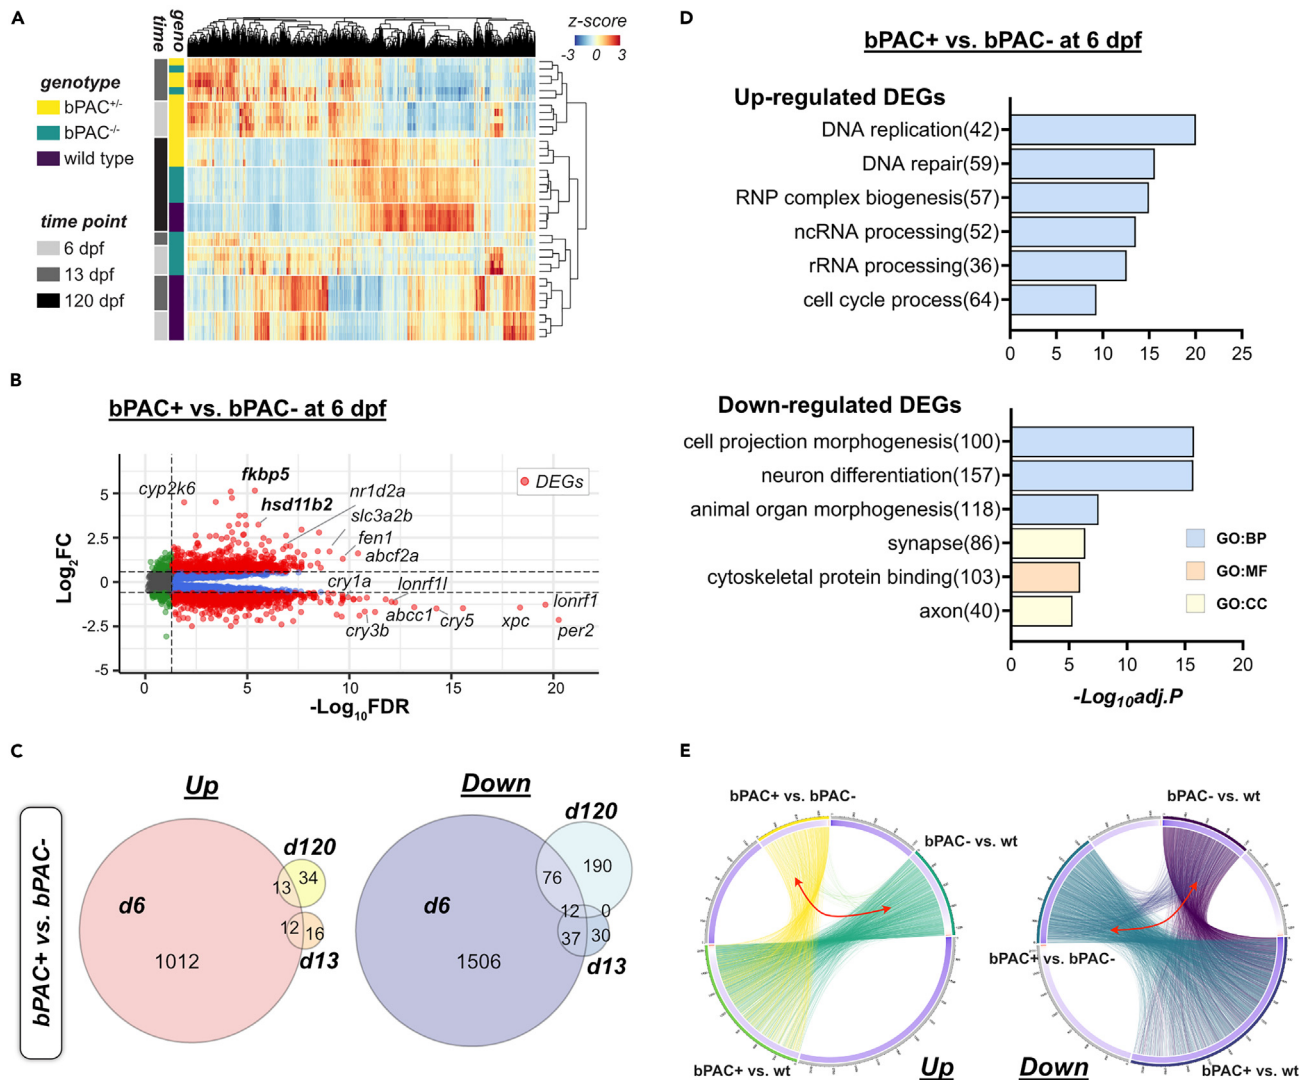 A
time
geno
z-score
-3 0 3
genotype
bPAC+/-
bPAC-/-
wild type
time point
6 dpf
13 dpf
120 dpf
B
bPAC+ vs. bPAC- at 6 dpf
Log2FC
5
2.5
0
-2.5
-5
cyp2k6
fkbp5
hsd11b2
nr1d2a
slc3a2b
fen1
abcf2a
cry1a
lonrf1l
lonrf1
abcc1
cry3b
cry5
xpc
per2
DEGs
0 5 10 15 20
-Log10FDR
C
bPAC+ vs. bPAC-
Up
d6
1012
d120
13
34
12
16
d13
Down
d6
1506
d120
76
190
12
0
37
30
d13
D
bPAC+ vs. bPAC- at 6 dpf
Up-regulated DEGs
DNA replication(42)
DNA repair(59)
RNP complex biogenesis(57)
ncRNA processing(52)
rRNA processing(36)
cell cycle process(64)
0 5 10 15 20 25
Down-regulated DEGs
cell projection morphogenesis(100)
neuron differentiation(157)
animal organ morphogenesis(118)
synapse(86)
cytoskeletal protein binding(103)
axon(40)
GO:BP
GO:MF
GO:CC
0 5 10 15 20
-Log10adj.P
E
bPAC+ vs. bPAC-
bPAC- vs. wt
bPAC+ vs. wt
Up
bPAC- vs. wt
bPAC+ vs. bPAC-
bPAC+ vs. wt
Down